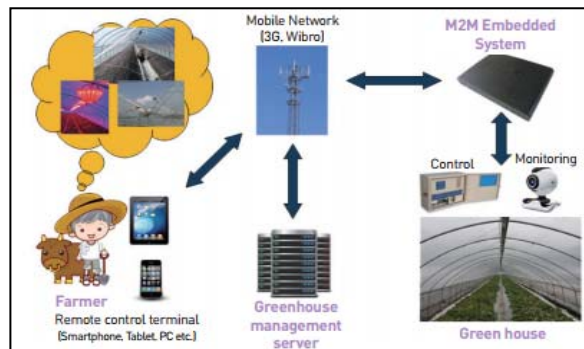 Mobile Network
(3G, Wibro)
M2M Embedded
System
Control
Monitoring
Farmer
Remote control terminal
(Smartphone, Tablet, PC etc.)
Greenhouse
management
server
Green house